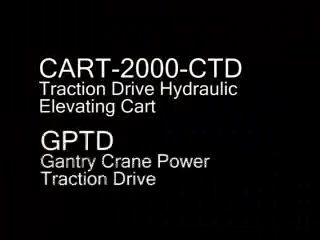 CART-2000-CTD
Traction Drive Hydraulic
Elevating Cart
GPTD
Gantry Crane Power
Traction Drive